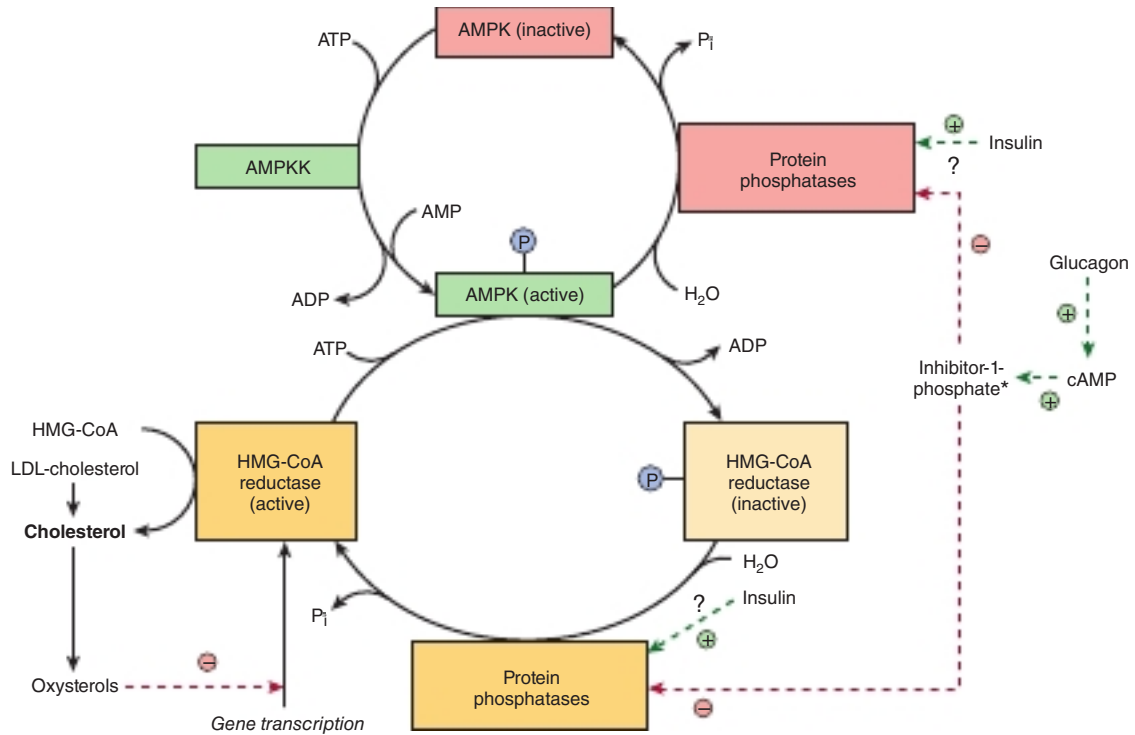 AMPK (inactive)
ATP
Pi
AMPKK
Protein
phosphatases
+
Insulin
?
AMP
P
−
Glucagon
ADP
AMPK (active)
H2O
+
ATP
ADP
Inhibitor-1-
phosphate*
cAMP
+
HMG-CoA
LDL-cholesterol
Cholesterol
HMG-CoA
reductase
(active)
P
HMG-CoA
reductase
(inactive)
H2O
Pi
?
Insulin
+
Oxysterols
−
Protein
phosphatases
−
Gene transcription